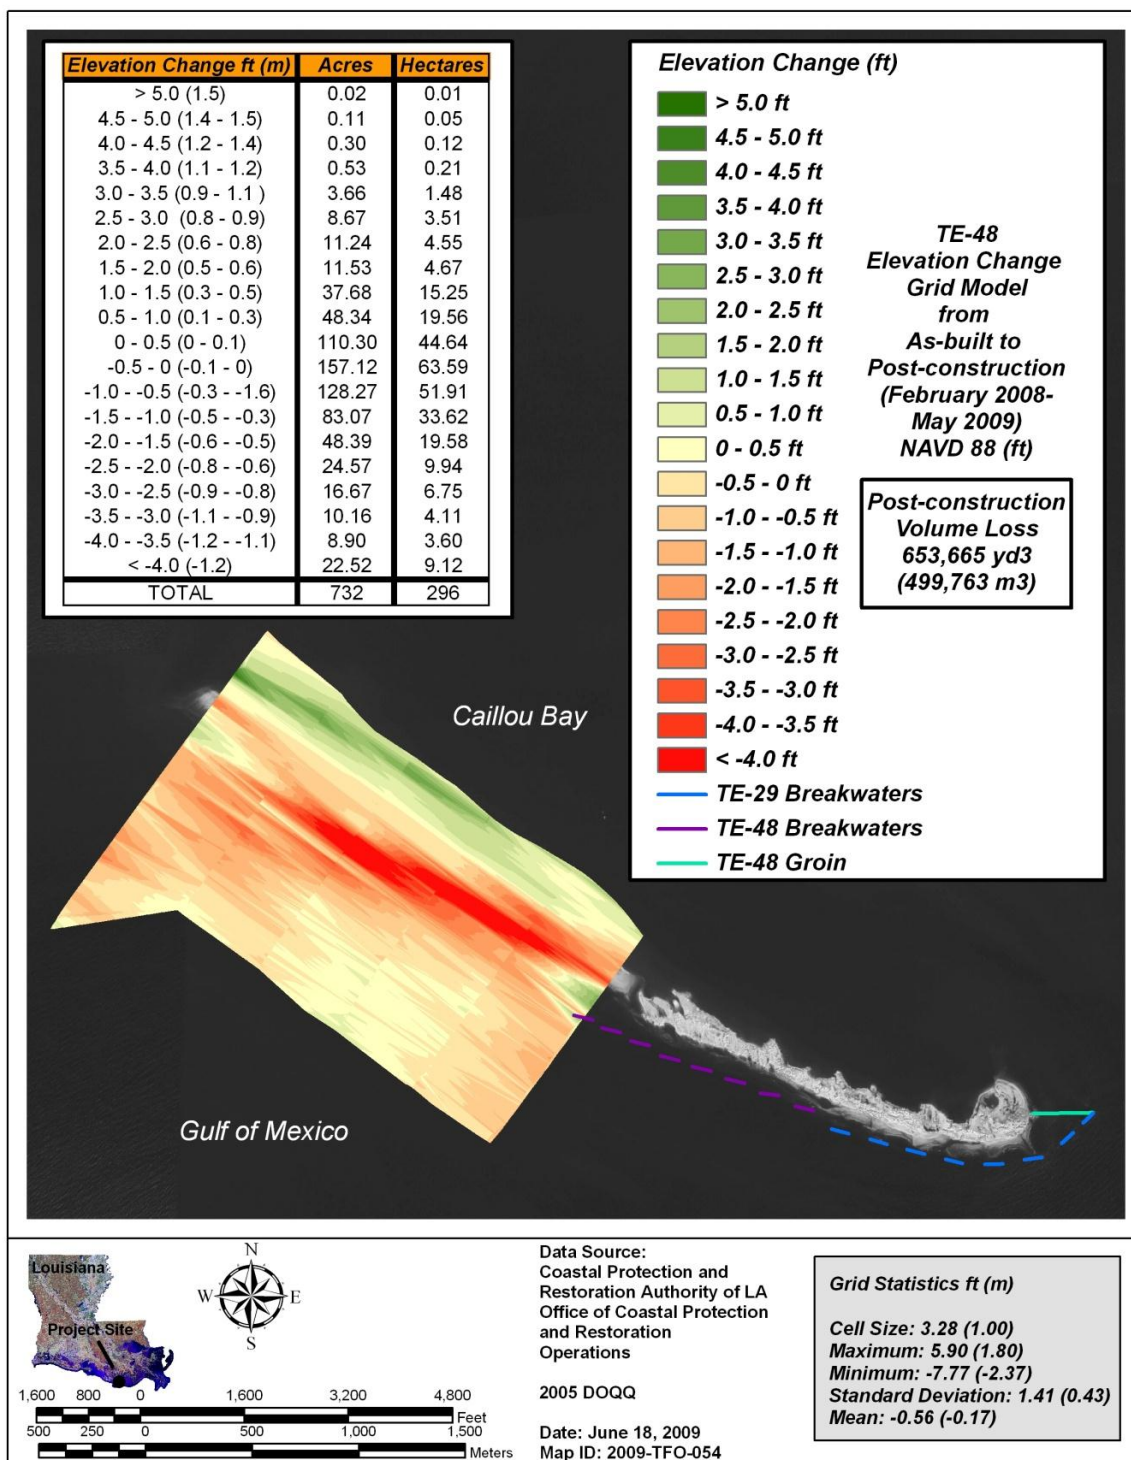 Elevation Change ft (m) Acres Hectares
> 5.0 (1.5) 0.02 0.01
4.5 - 5.0 (1.4 - 1.5) 0.11 0.05
4.0 - 4.5 (1.2 - 1.4) 0.30 0.12
3.5 - 4.0 (1.1 - 1.2) 0.53 0.21
3.0 - 3.5 (0.9 - 1.1 ) 3.66 1.48
2.5 - 3.0 (0.8 - 0.9) 8.67 3.51
2.0 - 2.5 (0.6 - 0.8) 11.24 4.55
1.5 - 2.0 (0.5 - 0.6) 11.53 4.67
1.0 - 1.5 (0.3 - 0.5) 37.68 15.25
0.5 - 1.0 (0.1 - 0.3) 48.34 19.56
0 - 0.5 (0 - 0.1) 110.30 44.64
-0.5 - 0 (-0.1 - 0) 157.12 63.59
-1.0 - -0.5 (-0.3 - -1.6) 128.27 51.91
-1.5 - -1.0 (-0.5 - -0.3) 83.07 33.62
-2.0 - -1.5 (-0.6 - -0.5) 48.39 19.58
-2.5 - -2.0 (-0.8 - -0.6) 24.57 9.94
-3.0 - -2.5 (-0.9 - -0.8) 16.67 6.75
-3.5 - -3.0 (-1.1 - -0.9) 10.16 4.11
-4.0 - -3.5 (-1.2 - -1.1) 8.90 3.60
< -4.0 (-1.2) 22.52 9.12
TOTAL 732 296
Elevation Change (ft)
> 5.0 ft
4.5 - 5.0 ft
4.0 - 4.5 ft
3.5 - 4.0 ft
3.0 - 3.5 ft
2.5 - 3.0 ft
2.0 - 2.5 ft
1.5 - 2.0 ft
1.0 - 1.5 ft
0.5 - 1.0 ft
0 - 0.5 ft
-0.5 - 0 ft
-1.0 - -0.5 ft
-1.5 - -1.0 ft
-2.0 - -1.5 ft
-2.5 - -2.0 ft
-3.0 - -2.5 ft
-3.5 - -3.0 ft
-4.0 - -3.5 ft
< -4.0 ft
TE-29 Breakwaters
TE-48 Breakwaters
TE-48 Groin
TE-48
Elevation Change
Grid Model
from
As-built to
Post-construction
(February 2008-
May 2009)
NAVD 88 (ft)
Post-construction
Volume Loss
653,665 yd3
(499,763 m3)
Caillou Bay
Gulf of Mexico
Louisiana
Project Site
N
W E
S
1,600 800 0 1,600 3,200 4,800
Feet
500 250 0 500 1,000 1,500
Meters
Data Source:
Coastal Protection and
Restoration Authority of LA
Office of Coastal Protection
and Restoration
Operations
2005 DOQQ
Date: June 18, 2009
Map ID: 2009-TFO-054
Grid Statistics ft (m)
Cell Size: 3.28 (1.00)
Maximum: 5.90 (1.80)
Minimum: -7.77 (-2.37)
Standard Deviation: 1.41 (0.43)
Mean: -0.56 (-0.17)